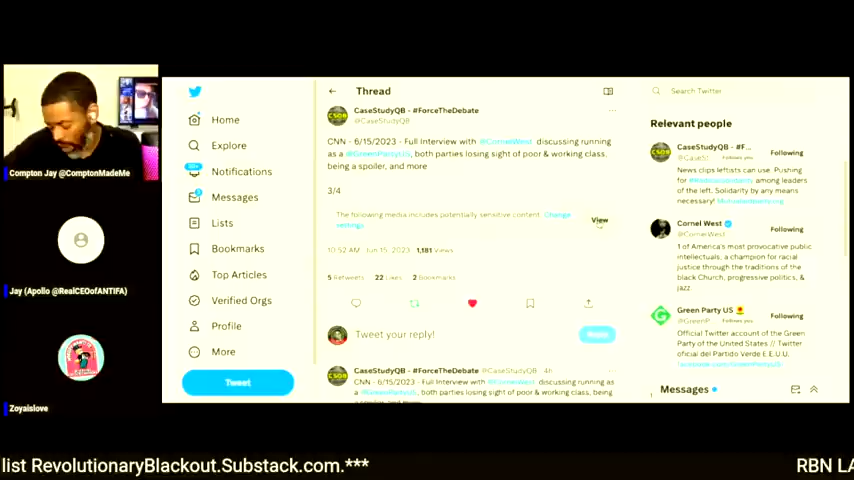 Compton Jay @ComptonMadeMe
Jay (Apollo @RealCEOofANTIFA)
Zoyaislove
Home
Explore
20+
Notifications
Messages
Lists
Bookmarks
Top Articles
Verified Orgs
Profile
More
Tweet
Thread
CaseStudyQB - #ForceTheDebate
@CaseStudyQB
CNN - 6/15/2023 - Full Interview with @CornelWest discussing running
as a @GreenPartyUS, both parties losing sight of poor & working class,
being a spoiler, and more
3/4
The following media includes potentially sensitive content. Change
settings
View
10:52 AM · Jun 15, 2023 · 1,181 Views
5 Retweets 22 Likes 2 Bookmarks
Tweet your reply!
CaseStudyQB - #ForceTheDebate @CaseStudyQB · 4h
CNN - 6/15/2023 - Full Interview with @CornelWest discussing running as
a @GreenPartyUS, both parties losing sight of poor & working class, being
Search Twitter
Relevant people
CaseStudyQB - #F...
@CaseSt Follows you
Following
News clips leftists can use. Pushing
among leaders
of the left. Solidarity by any means
necessary!
Cornel West
@CornelWest
Following
1 of America's most provocative public
intellectuals, a champion for racial
justice through the traditions of the
black Church, progressive politics, &
jazz.
Green Party US
@GreenP Follows you
Following
Official Twitter account of the Green
Party of the United States // Twitter
oficial del Partido Verde E.E.U.U.
Messages
list RevolutionaryBlackout.Substack.com.***
RBN LA